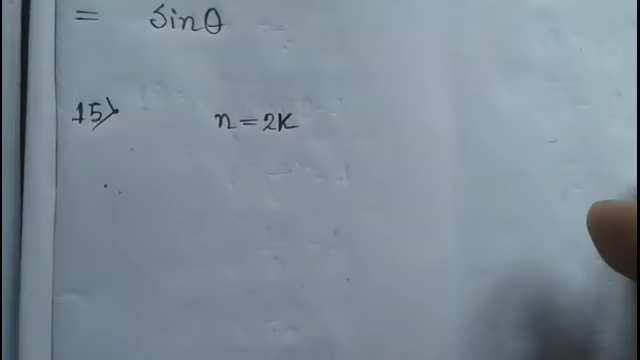 = Sinθ
15) n = 2K